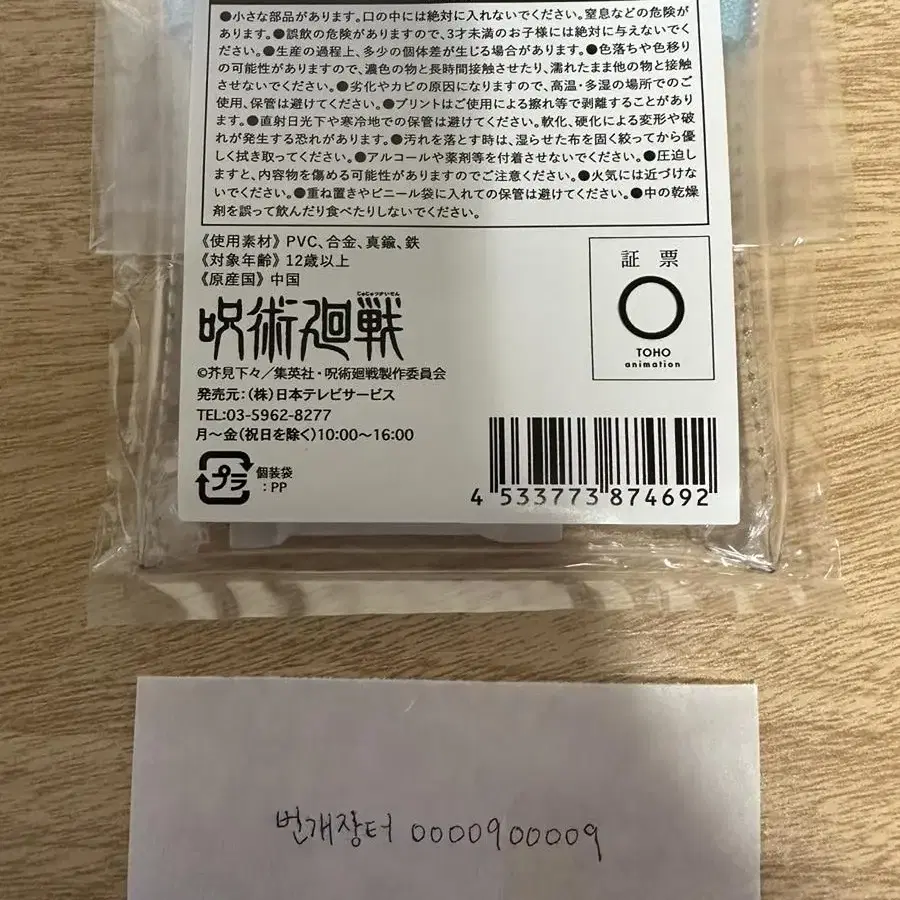 ●小さな部品があります。口の中には絶対に入れないでください。窒息などの危険が
あります。●誤飲の危険がありますので、3才未満のお子様には絶対に与えないでく
ださい。●生産の過程上、多少の個体差が生じる場合があります。●色落ちや色移り
の可能性がありますので、濃色の物と長時間接触させたり、濡れたまま他の物と接触
させないでください。●劣化やカビの原因になりますので、高温・多湿の場所でのご
使用、保管は避けてください。●プリントはご使用による擦れ等で剥離することがあり
ます。●直射日光下や寒冷地での保管は避けてください。軟化、硬化による変形や破
れが発生する恐れがあります。●汚れを落とす時は、湿らせた布を固く絞ってから優
しく拭き取ってください。●アルコールや薬剤等を付着させないでください。●圧迫し
ますと、内容物を傷める可能性がありますのでご注意ください。●火気には近づけな
いでください。●重ね置きやビニール袋に入れての保管は避けてください。●中の乾燥
剤を誤って飲んだり食べたりしないでください。
《使用素材》PVC、合金、真鍮、鉄
《対象年齢》12歳以上
《原産国》中国
じゅじゅつかいせん
呪術廻戦
©芥見下々／集英社・呪術廻戦製作委員会
発売元:(株)日本テレビサービス
TEL:03-5962-8277
月～金(祝日を除く)10:00～16:00
プラ
個装袋
:PP
証票
TOHO
animation
4 533773 874692
번개장터 0000900009